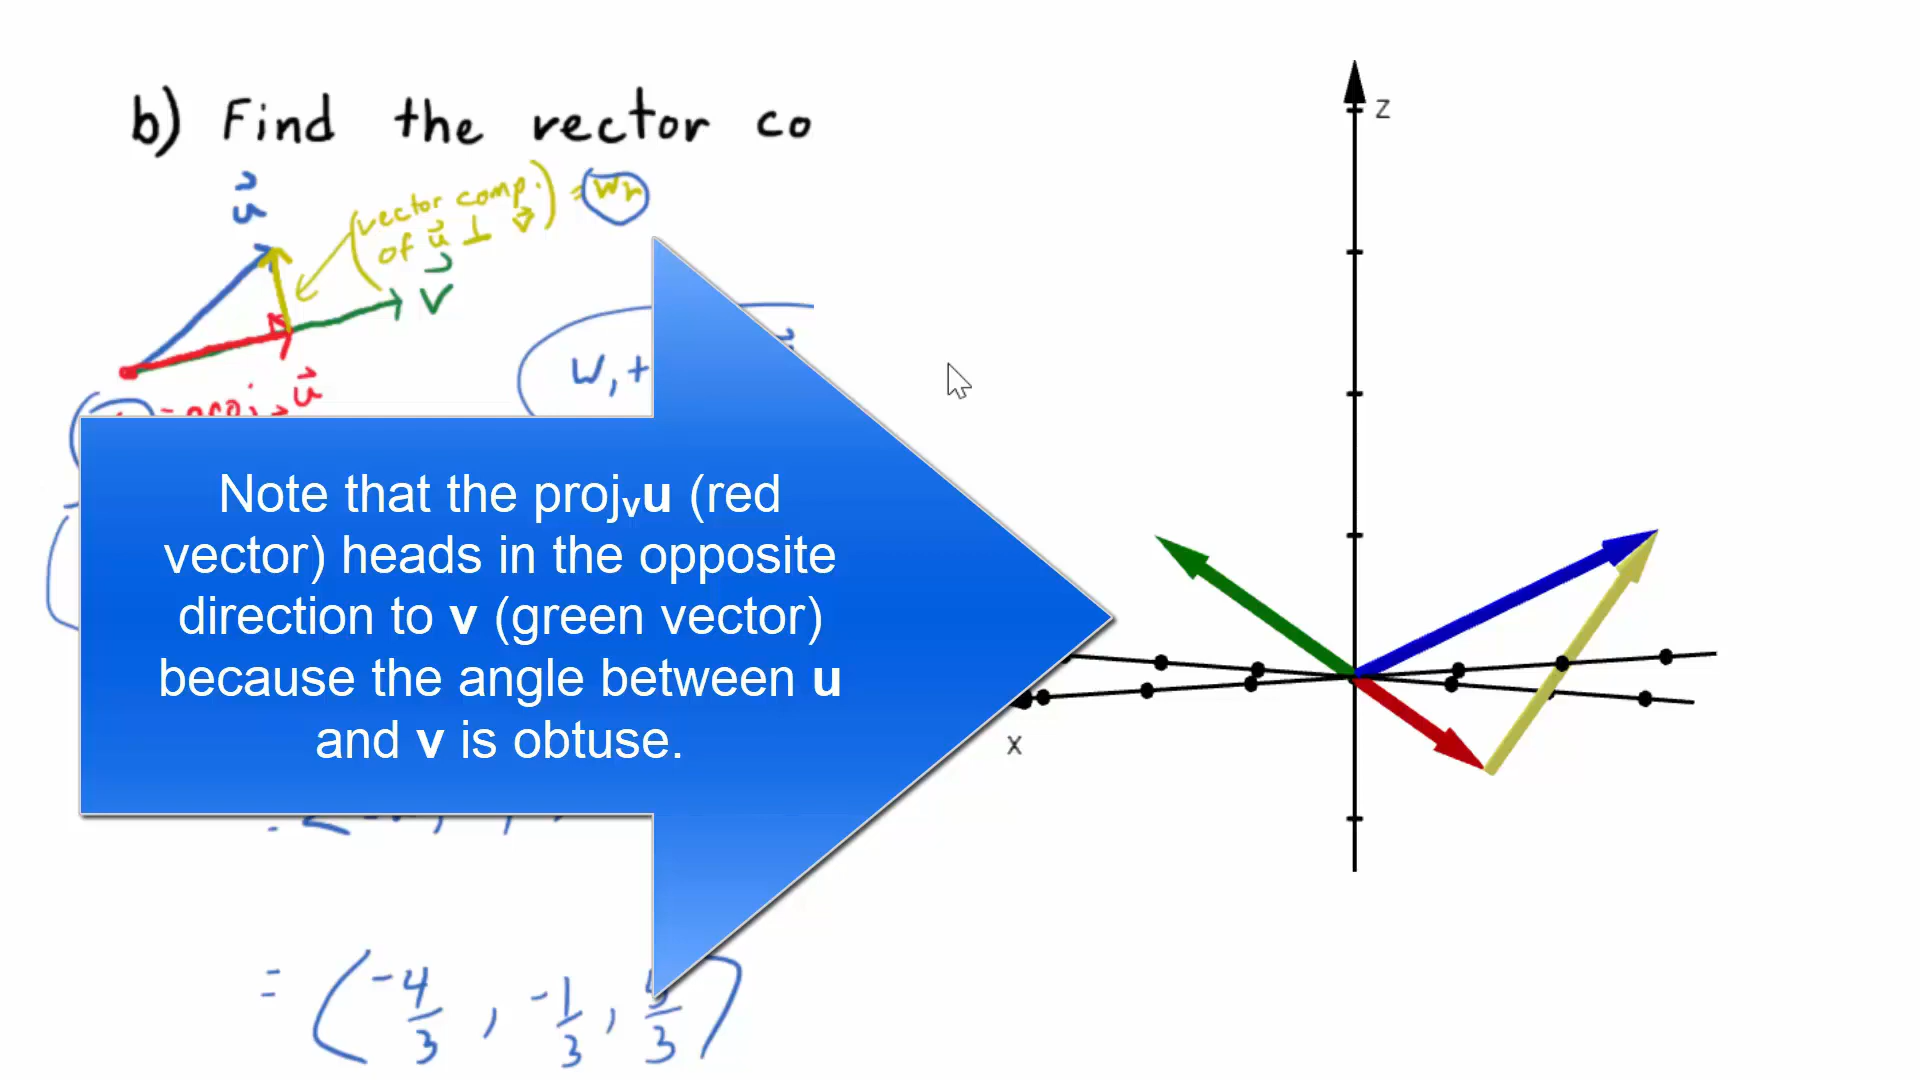 b) Find the vector co
u
(vector comp. of u ⊥ v) = w₂
v
w₁ +
u
Note that the projᵥu (red
vector) heads in the opposite
direction to v (green vector)
because the angle between u
and v is obtuse.
= (-4/3, -1/3, /3)
z
x